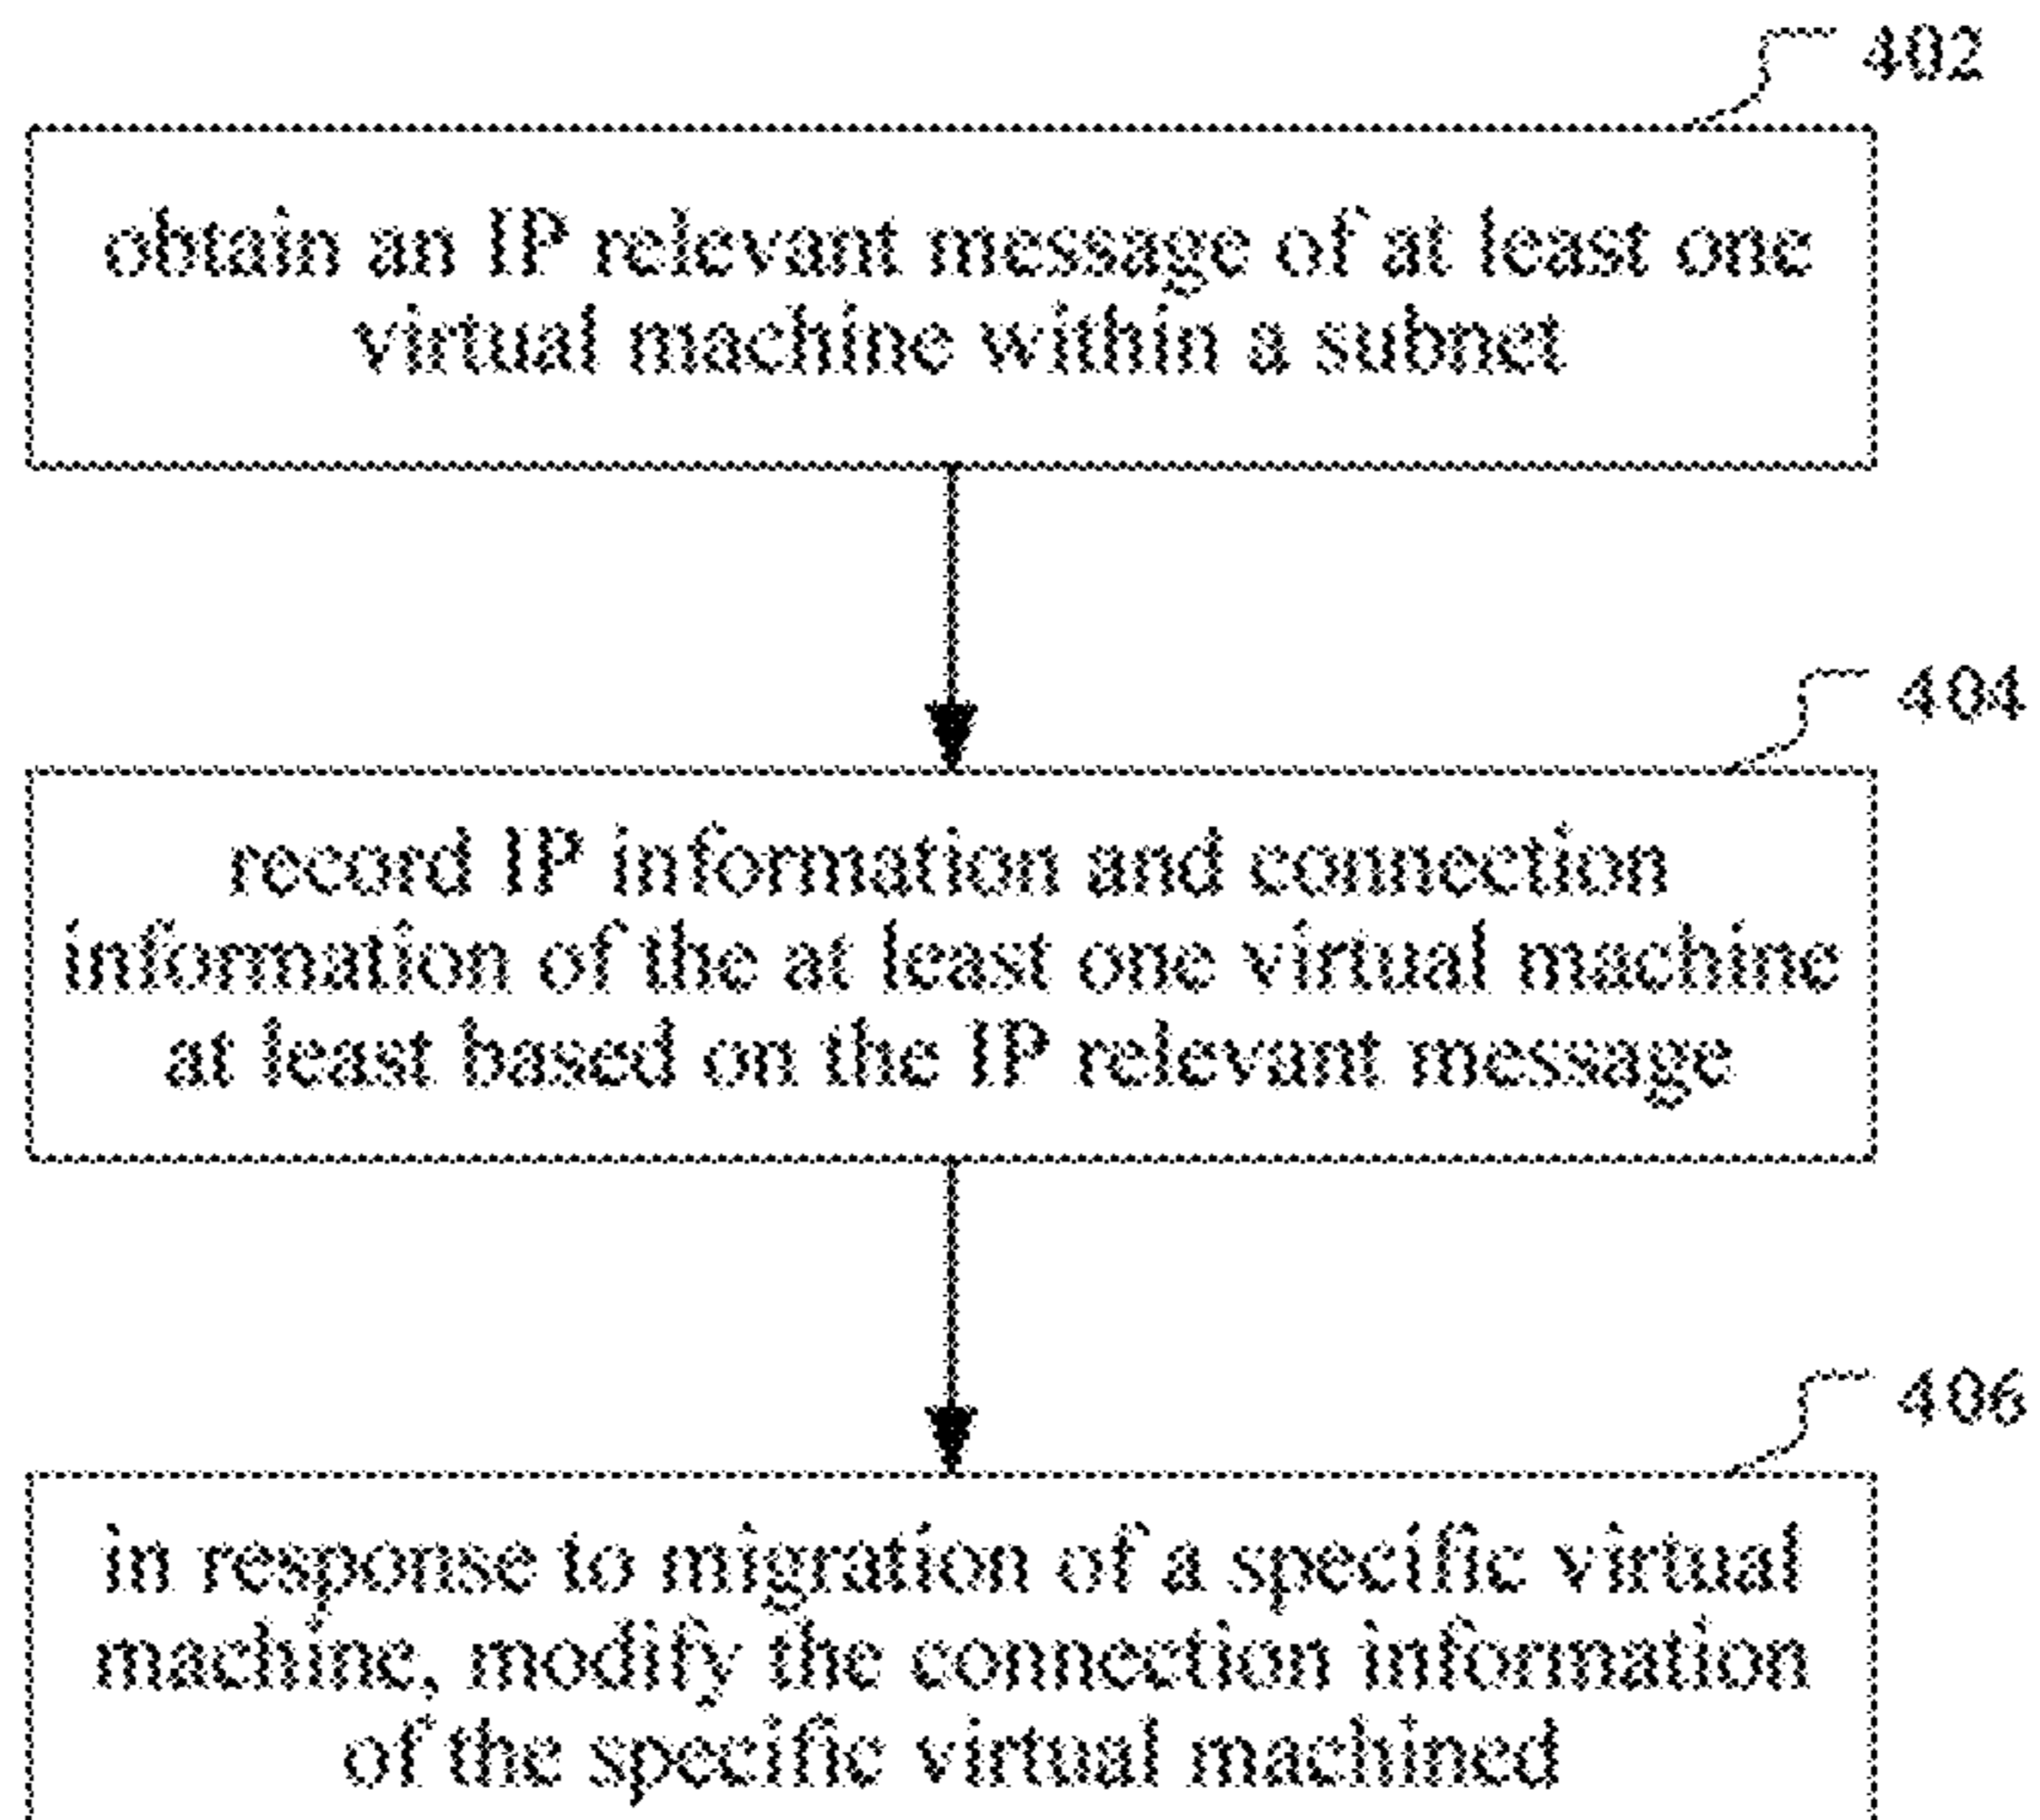 402
obtain an IP relevant message of at least one
virtual machine within a subnet
404
record IP information and connection
information of the at least one virtual machine
at least based on the IP relevant message
406
in response to migration of a specific virtual
machine, modify the connection information
of the specific virtual machined